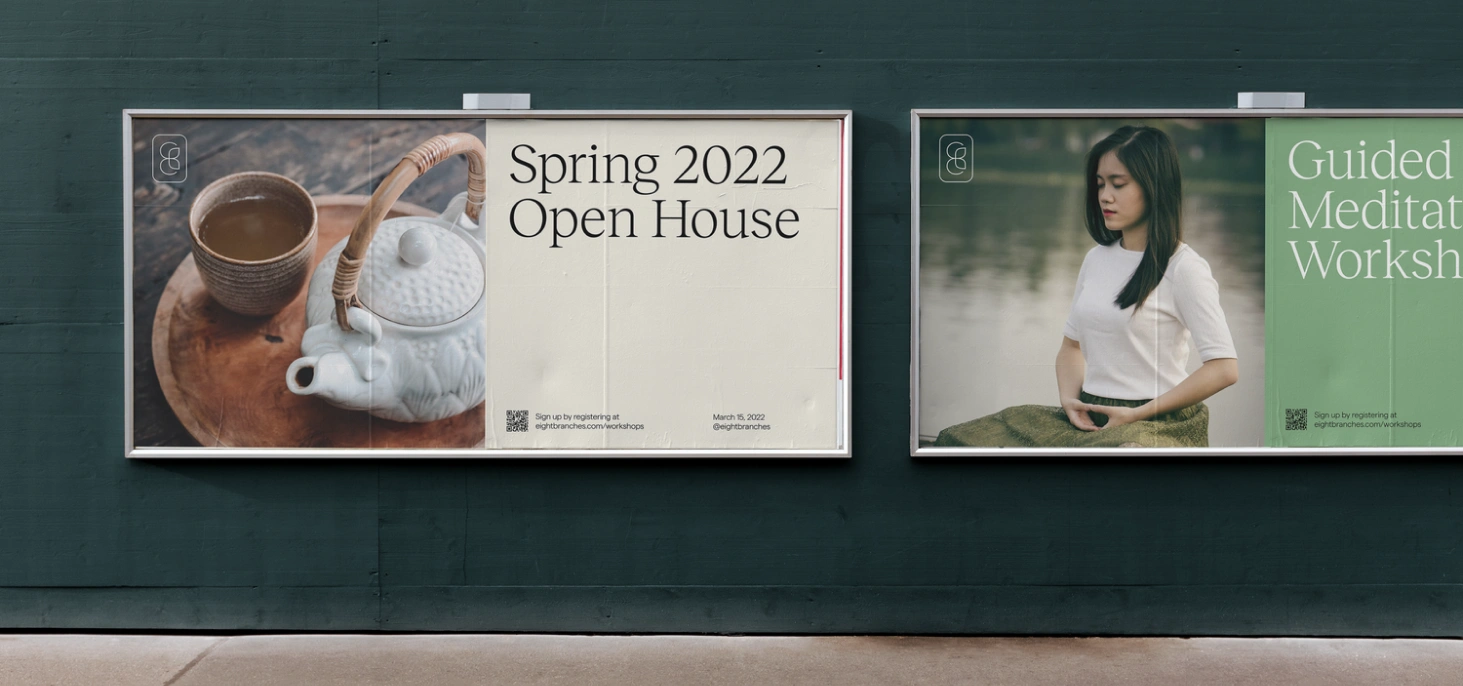 Spring 2022
Open House
Sign up by registering at
eightbranches.com/workshops
March 15, 2022
@eightbranches
Guided
Meditat
Worksh
Sign up by registering at
eightbranches.com/workshops